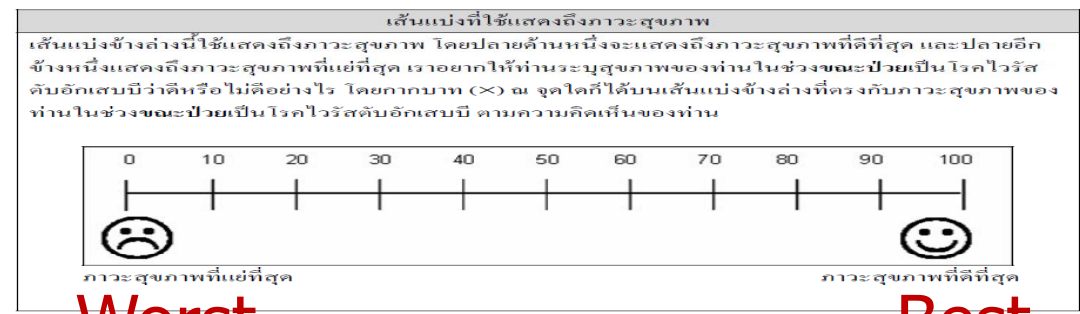 เส้นแบ่งที่ใช้แสดงถึงภาวะสุขภาพ
เส้นแบ่งข้างล่างนี้ใช้แสดงถึงภาวะสุขภาพ โดยปลายด้านหนึ่งจะแสดงถึงภาวะสุขภาพที่ดีที่สุด และปลายอีก
ข้างหนึ่งแสดงถึงภาวะสุขภาพที่แย่ที่สุด เราอยากให้ท่านระบุสุขภาพของท่านในช่วงขณะป่วยเป็นโรคไวรัส
ตับอักเสบบีว่าดีหรือไม่ดีอย่างไร โดยกากบาท (×) ณ จุดใดก็ได้บนเส้นแบ่งข้างล่างที่ตรงกับภาวะสุขภาพของ
ท่านในช่วงขณะป่วยเป็นโรคไวรัสตับอักเสบบี ตามความคิดเห็นของท่าน
0 10 20 30 40 50 60 70 80 90 100
ภาวะสุขภาพที่แย่ที่สุด ภาวะสุขภาพที่ดีที่สุด
Worst Best